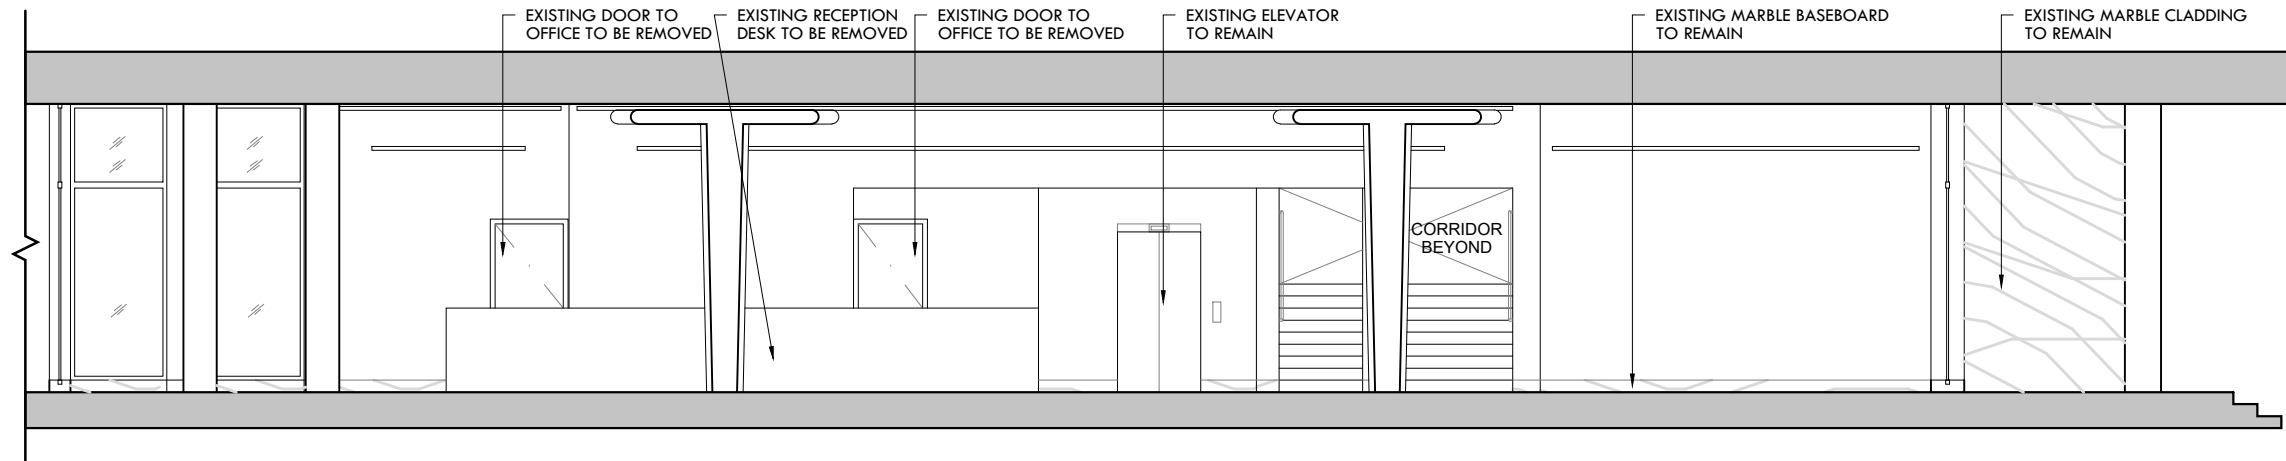 EXISTING DOOR TO
OFFICE TO BE REMOVED
EXISTING RECEPTION
DESK TO BE REMOVED
EXISTING DOOR TO
OFFICE TO BE REMOVED
EXISTING ELEVATOR
TO REMAIN
EXISTING MARBLE BASEBOARD
TO REMAIN
EXISTING MARBLE CLADDING
TO REMAIN
CORRIDOR
BEYOND